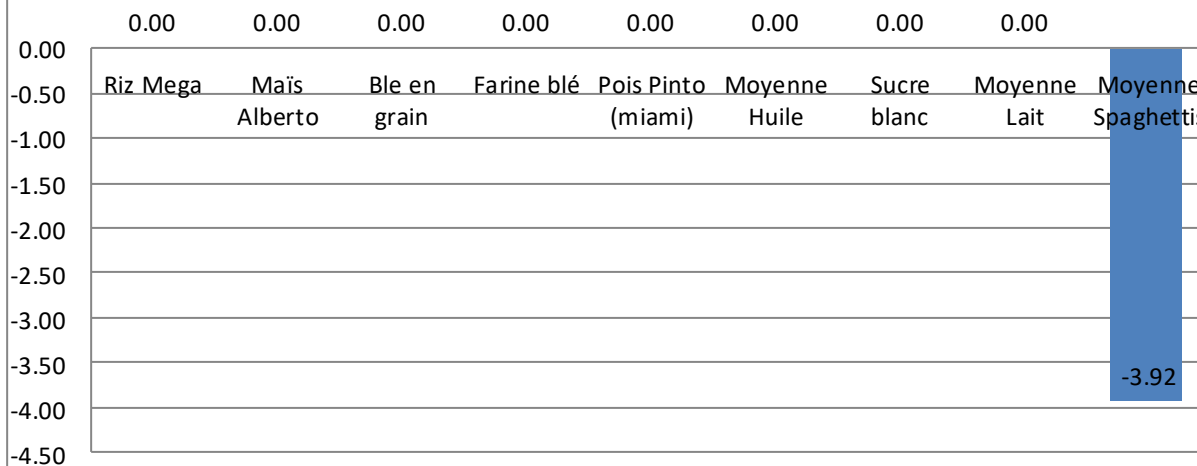 0.00 0.00 0.00 0.00 0.00 0.00 0.00 0.00
0.00
-0.50
-1.00
-1.50
-2.00
-2.50
-3.00
-3.50
-4.00
-4.50
Riz Mega
Maïs
Alberto
Ble en
grain
Farine blé
Pois Pinto
(miami)
Moyenne
Huile
Sucre
blanc
Moyenne
Lait
Moyenne
Spaghettis
-3.92